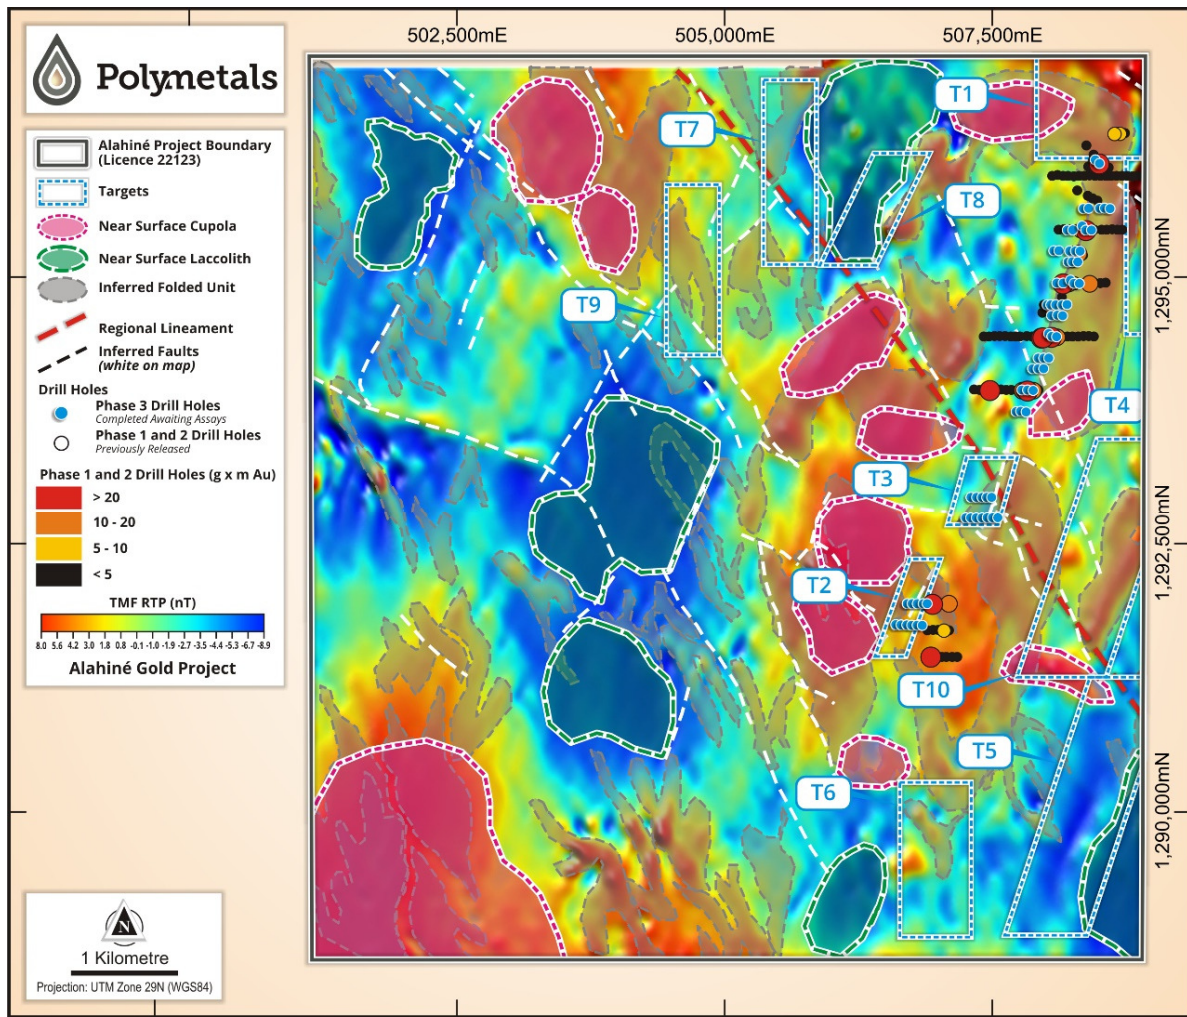 502,500mE
505,000mE
507,500mE
Polymetals
Alahiné Project Boundary
(Licence 22123)
Targets
Near Surface Cupola
Near Surface Laccolith
Inferred Folded Unit
Regional Lineament
Inferred Faults
(white on map)
Drill Holes
Phase 3 Drill Holes
Completed Awaiting Assays
Phase 1 and 2 Drill Holes
Previously Released
Phase 1 and 2 Drill Holes (g x m Au)
> 20
10 - 20
5 - 10
< 5
TMF RTP (nT)
8.0 5.6 4.2 3.0 1.8 0.8 -0.1 -1.0 -1.9 -2.7 -3.5 -4.4 -5.3 -6.7 -8.9
Alahiné Gold Project
T1
T7
T8
T9
T4
T3
T2
T10
T5
T6
1,295,000mN
1,292,500mN
1,290,000mN
N
1 Kilometre
Projection: UTM Zone 29N (WGS84)